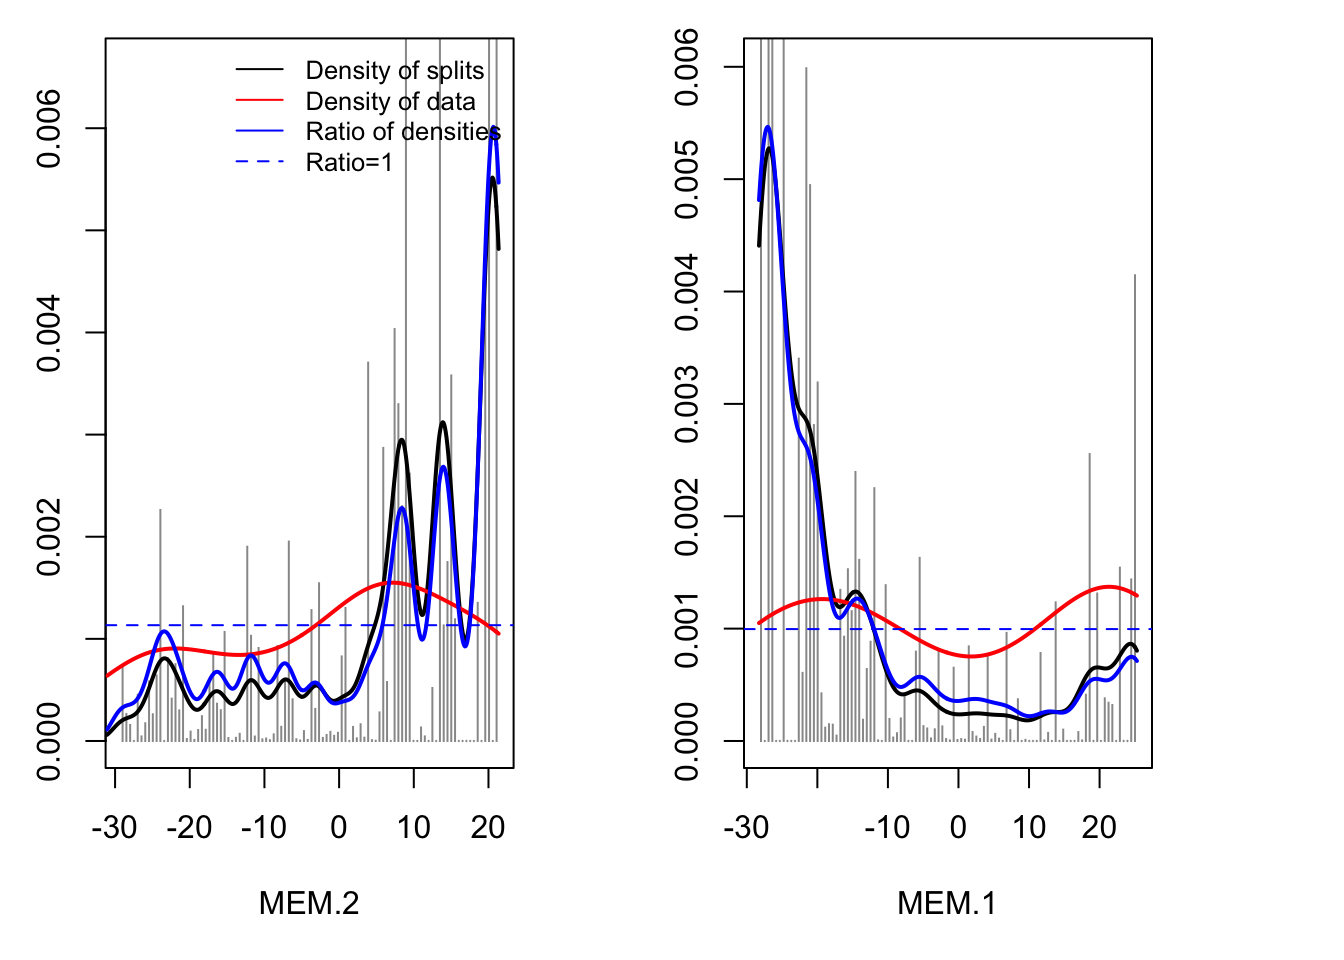 Density of splits
Density of data
Ratio of densities
Ratio=1
0.000
0.002
0.004
0.006
-30 -20 -10 0 10 20
MEM.2
0.000
0.001
0.002
0.003
0.004
0.005
0.006
-30 -10 0 10 20
MEM.1